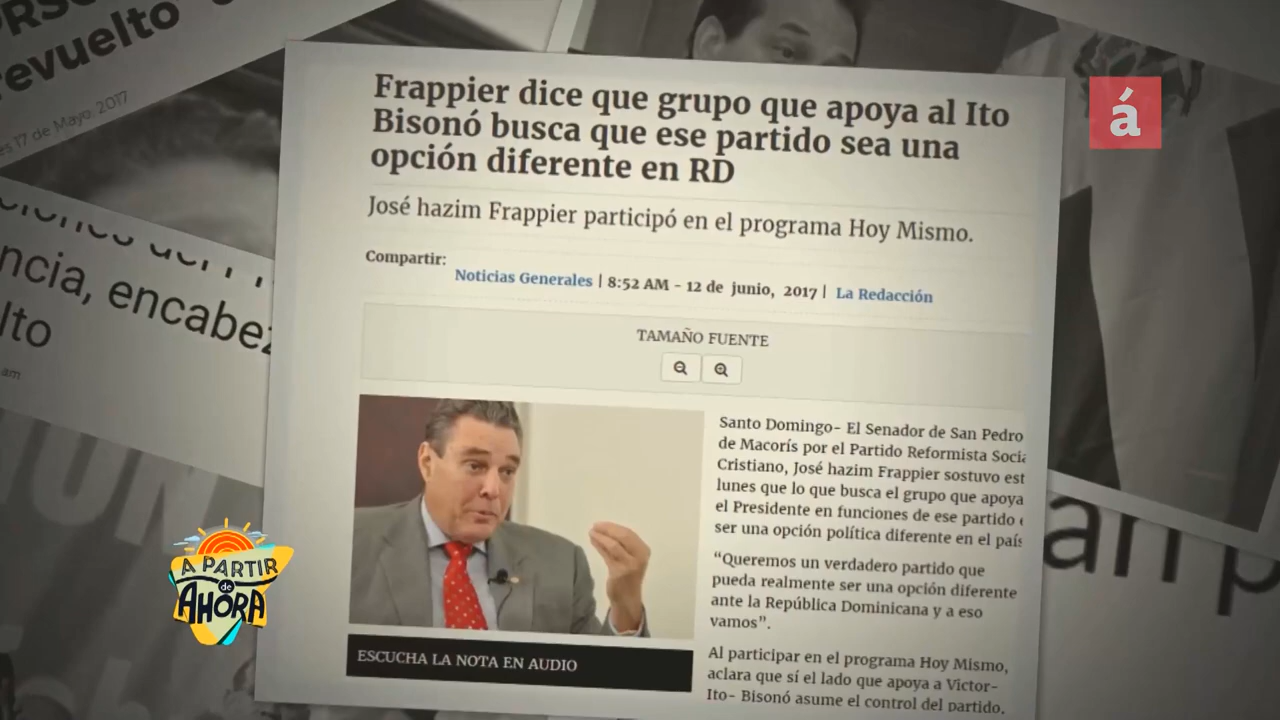 evuelto
es 17 de Mayo, 2017
ncia, encabez
lto
am
Frappier dice que grupo que apoya al Ito
Bisonó busca que ese partido sea una
opción diferente en RD
José hazim Frappier participó en el programa Hoy Mismo.
Compartir:
Noticias Generales | 8:52 AM - 12 de junio, 2017 | La Redacción
TAMAÑO FUENTE
Santo Domingo- El Senador de San Pedro
de Macorís por el Partido Reformista Socia
Cristiano, José hazim Frappier sostuvo est
lunes que lo que busca el grupo que apoya
el Presidente en funciones de ese partido
ser una opción política diferente en el país
“Queremos un verdadero partido que
pueda realmente ser una opción diferente
ante la República Dominicana y a eso
vamos”.
Al participar en el programa Hoy Mismo,
aclara que sí el lado que apoya a Victor-
Ito- Bisonó asume el control del partido,
ESCUCHA LA NOTA EN AUDIO
á
A PARTIR
de
AHORA